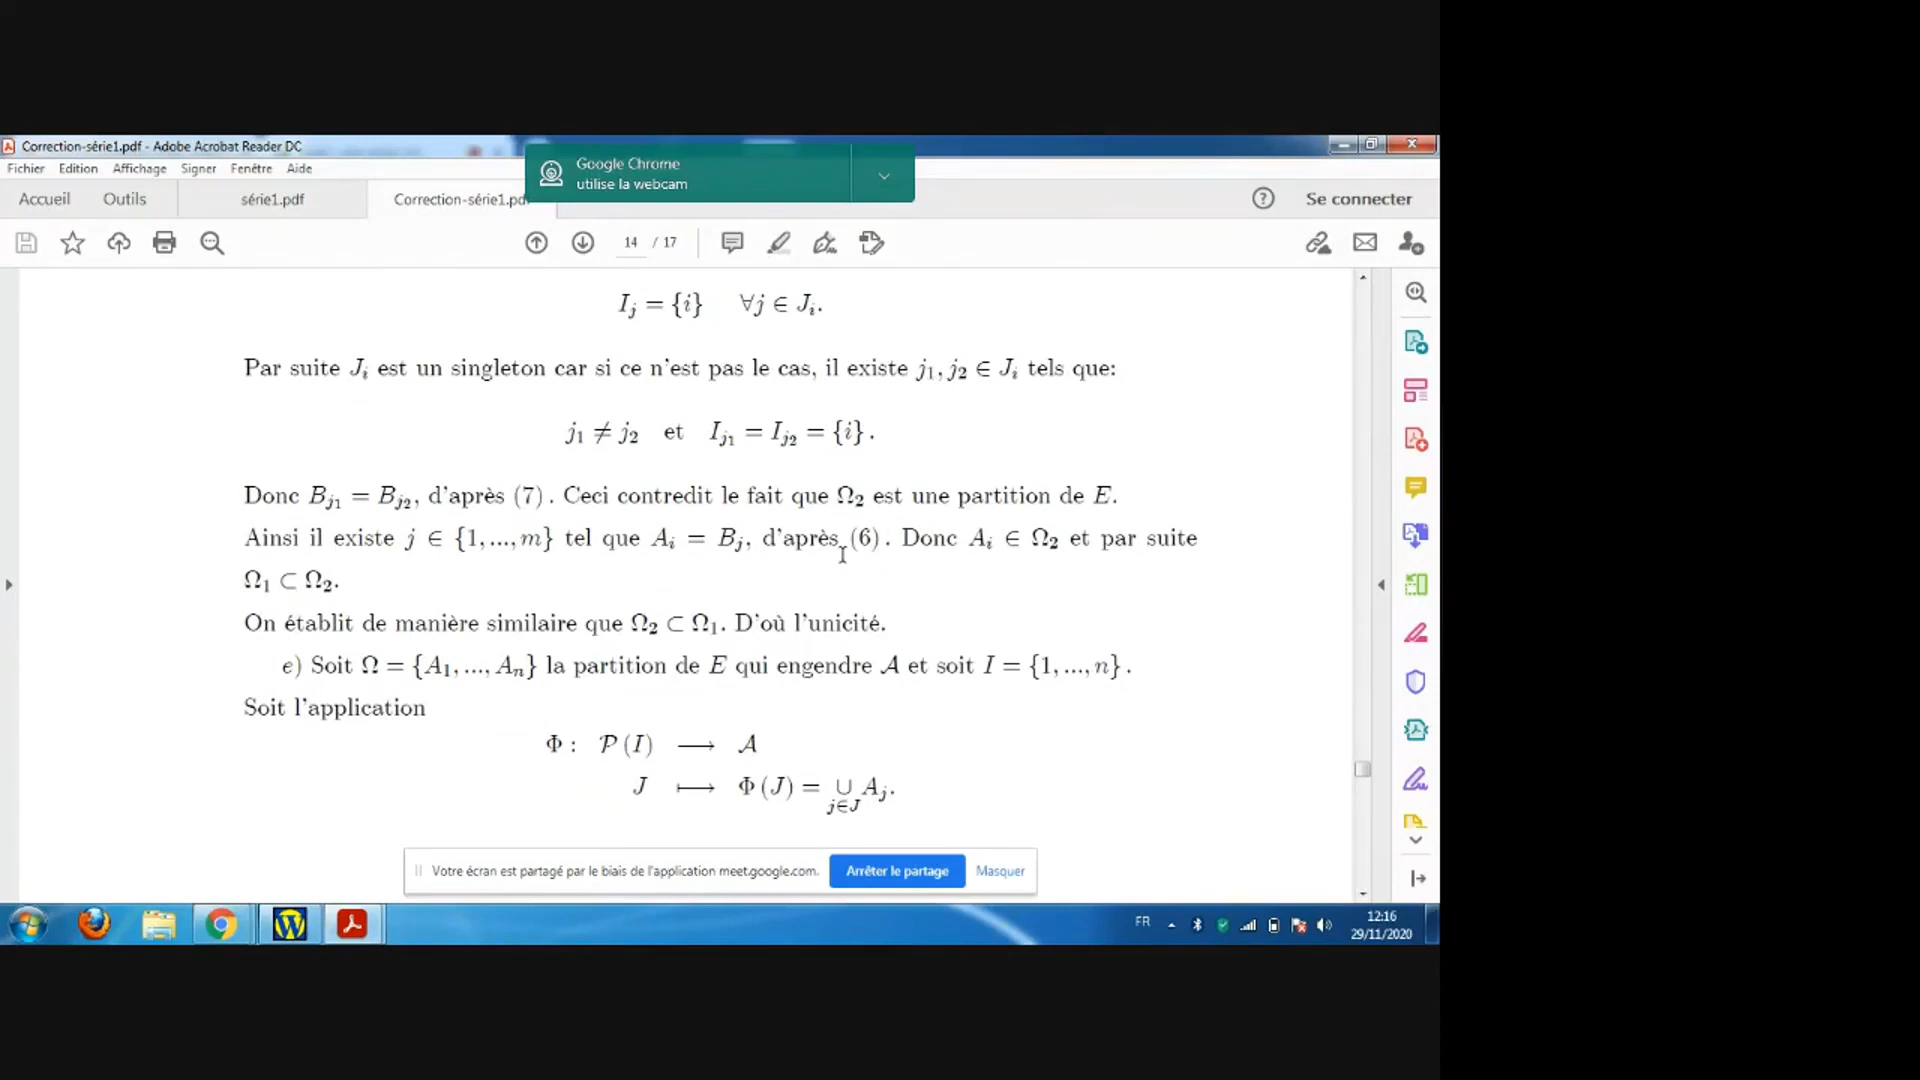 Correction-série1.pdf - Adobe Acrobat Reader DC
Fichier Edition Affichage Signer Fenêtre Aide
Google Chrome
utilise la webcam
Accueil Outils série1.pdf Correction-série1.pdf Se connecter
14 / 17
I_j = {i} ∀j ∈ J_i.
Par suite J_i est un singleton car si ce n'est pas le cas, il existe j_1, j_2 ∈ J_i tels que:
j_1 ≠ j_2 et I_{j_1} = I_{j_2} = {i}.
Donc B_{j_1} = B_{j_2}, d'après (7). Ceci contredit le fait que Ω_2 est une partition de E.
Ainsi il existe j ∈ {1, ..., m} tel que A_i = B_j, d'après (6). Donc A_i ∈ Ω_2 et par suite
Ω_1 ⊂ Ω_2.
On établit de manière similaire que Ω_2 ⊂ Ω_1. D'où l'unicité.
e) Soit Ω = {A_1, ..., A_n} la partition de E qui engendre 𝒜 et soit I = {1, ..., n}.
Soit l'application
Φ : 𝒫(I) ⟶ 𝒜
J ⟼ Φ(J) = ∪_{j∈J} A_j.
Votre écran est partagé par le biais de l'application meet.google.com. Arrêter le partage Masquer
FR 12:16
29/11/2020